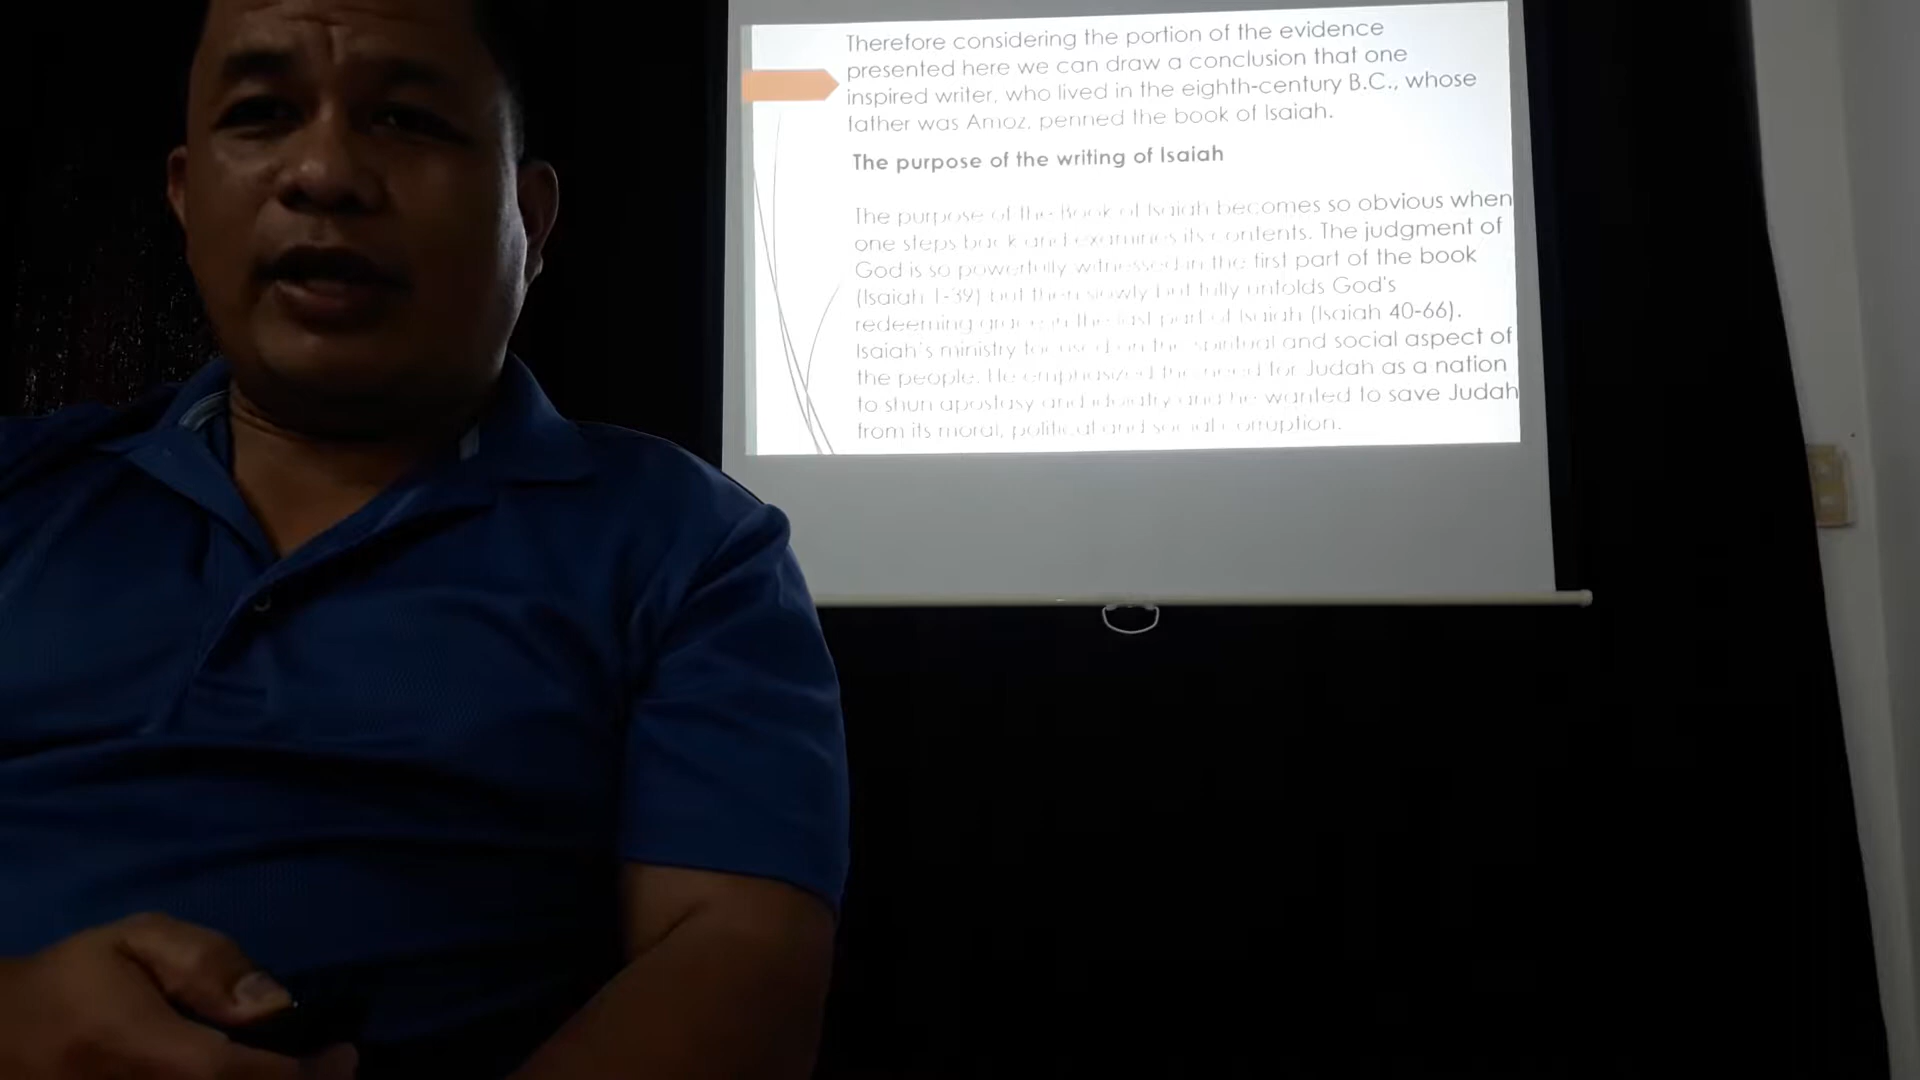 Therefore considering the portion of the evidence
presented here we can draw a conclusion that one
inspired writer, who lived in the eighth-century B.C., whose
father was Amoz, penned the book of Isaiah.
The purpose of the writing of Isaiah
The purpose of the Book of Isaiah becomes so obvious when
one steps back and examines its contents. The judgment of
God is so powerfully witnessed in the first part of the book
(Isaiah 1-39) but then slowly but fully unfolds God's
redeeming grace in the last part of Isaiah (Isaiah 40-66).
Isaiah's ministry focused on the spiritual and social aspect of
the people. He emphasized the need for Judah as a nation
to shun apostasy and idolatry and he wanted to save Judah
from its moral, political and social corruption.